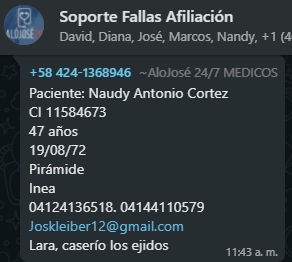 Soporte Fallas Afiliación
David, Diana, José, Marcos, Nandy, +1 (4
+58 424-1368946 ~AloJosé 24/7 MEDICOS
Paciente: Naudy Antonio Cortez
CI 11584673
47 años
19/08/72
Pirámide
Inea
04124136518. 04144110579
Joskleiber12@gmail.com
Lara, caserío los ejidos
11:43 a. m.